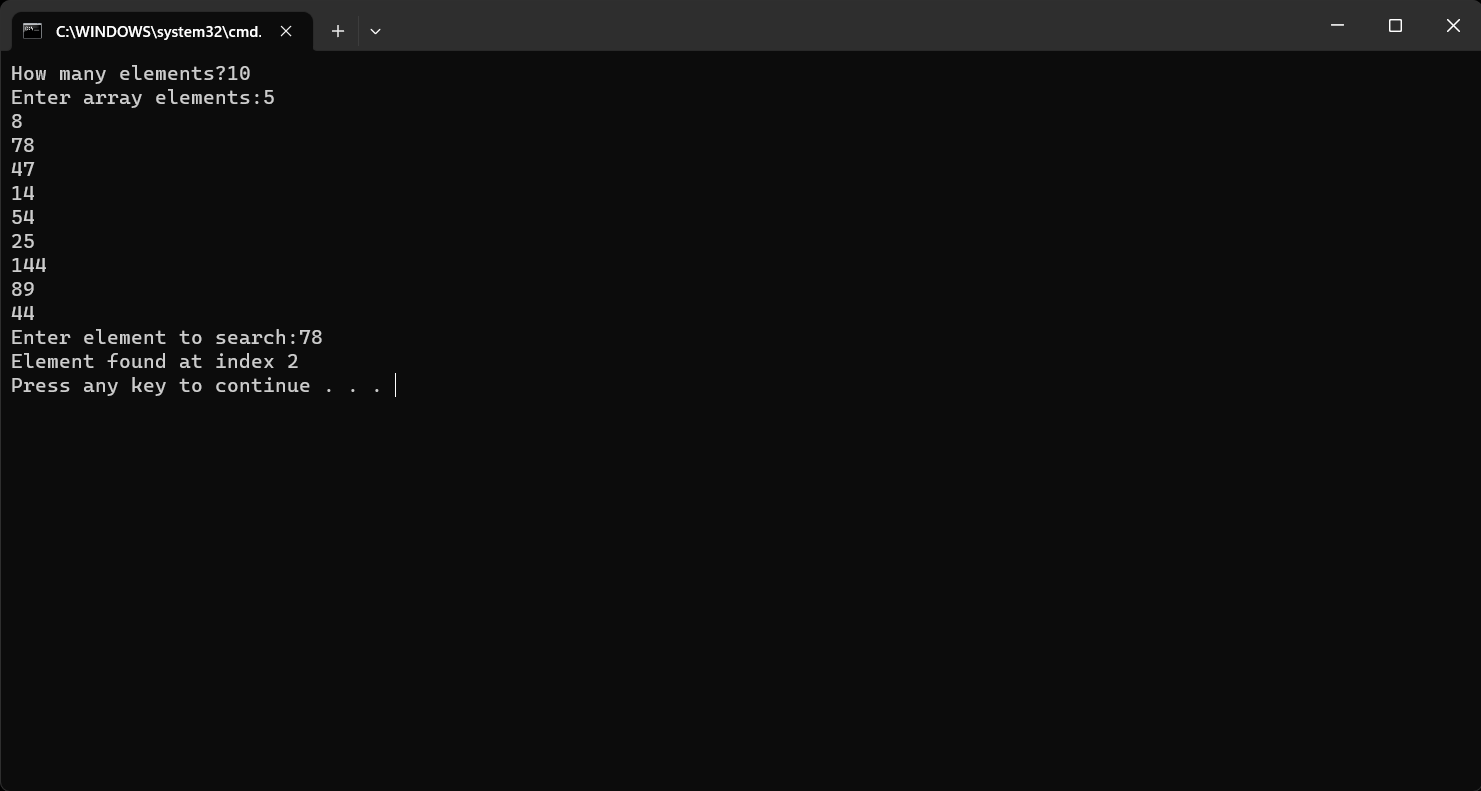 C:\WINDOWS\system32\cmd.
How many elements?10
Enter array elements:5
8
78
47
14
54
25
144
89
44
Enter element to search:78
Element found at index 2
Press any key to continue . . .